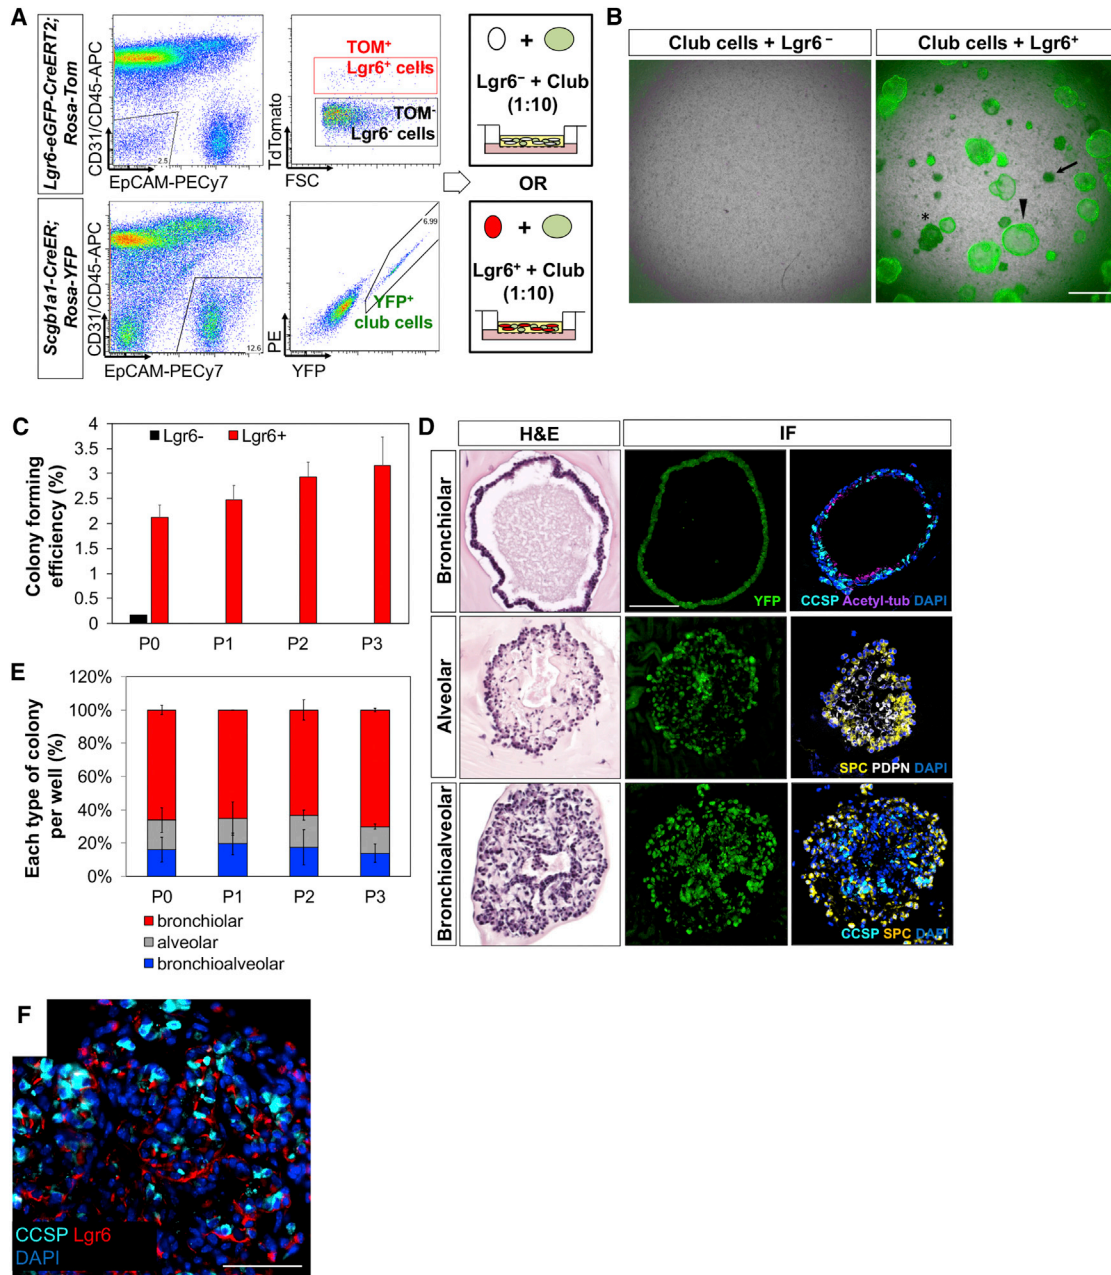 A
Lgr6-eGFP-CreERT2;
Rosa-Tom
CD31/CD45-APC
2.5
EpCAM-PECy7
TdTomato
TOM+
Lgr6+ cells
TOM-
Lgr6- cells
FSC
+
Lgr6− + Club
(1:10)
OR
Scgb1a1-CreER;
Rosa-YFP
CD31/CD45-APC
12.6
EpCAM-PECy7
PE
6.99
YFP+
club cells
YFP
+
Lgr6+ + Club
(1:10)
B
Club cells + Lgr6−
Club cells + Lgr6+
*
C
Colony forming
efficiency (%)
4
3.5
3
2.5
2
1.5
1
0.5
0
Lgr6-
Lgr6+
P0
P1
P2
P3
D
H&E
IF
Bronchiolar
YFP
CCSP Acetyl-tub DAPI
Alveolar
SPC PDPN DAPI
Bronchioalveolar
CCSP SPC DAPI
E
Each type of colony
per well (%)
120%
100%
80%
60%
40%
20%
0%
P0
P1
P2
P3
bronchiolar
alveolar
bronchioalveolar
F
CCSP Lgr6
DAPI